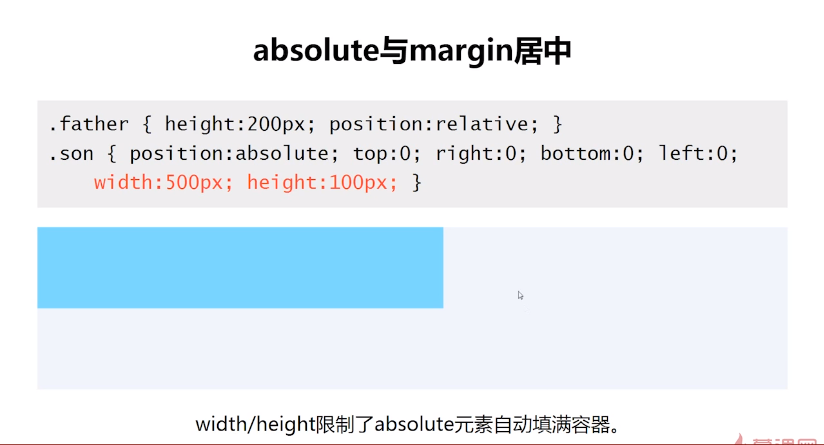 absolute与margin居中
.father { height:200px; position:relative; }
.son { position:absolute; top:0; right:0; bottom:0; left:0;
width:500px; height:100px; }
width/height限制了absolute元素自动填满容器。